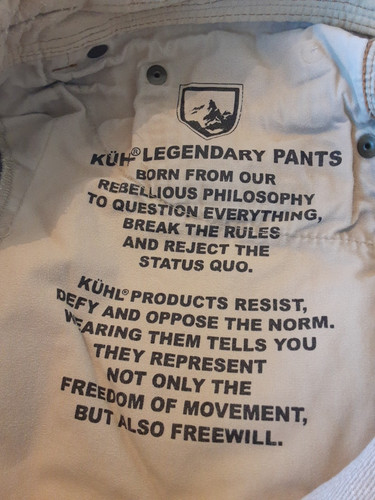 KÜHL® LEGENDARY PANTS
BORN FROM OUR
REBELLIOUS PHILOSOPHY
TO QUESTION EVERYTHING,
BREAK THE RULES
AND REJECT THE
STATUS QUO.
KÜHL® PRODUCTS RESIST,
DEFY AND OPPOSE THE NORM.
WEARING THEM TELLS YOU
THEY REPRESENT
NOT ONLY THE
FREEDOM OF MOVEMENT,
BUT ALSO FREEWILL.